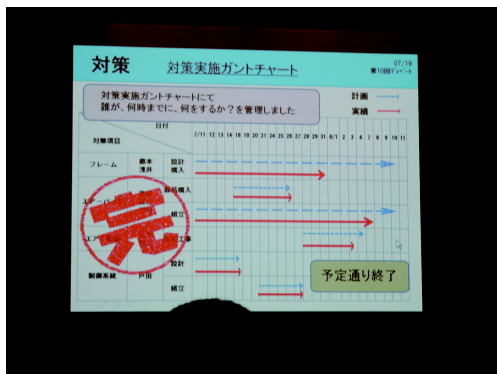 対策
対策実施ガントチャート
07/19
第10回ディベート
対策実施ガントチャートにて
誰が、何時までに、何をするか？を管理しました
計画
実績
日付
対策項目
7/11 12 13 14 18 19 20 21 24 25 26 27 28 29 31 8/1 2 3 4 7 8 9 10 11
フレーム
藤本
浅井
設計
購入
部品購入
組立
完
工事
設計
制御系統
戸田
組立
予定通り終了